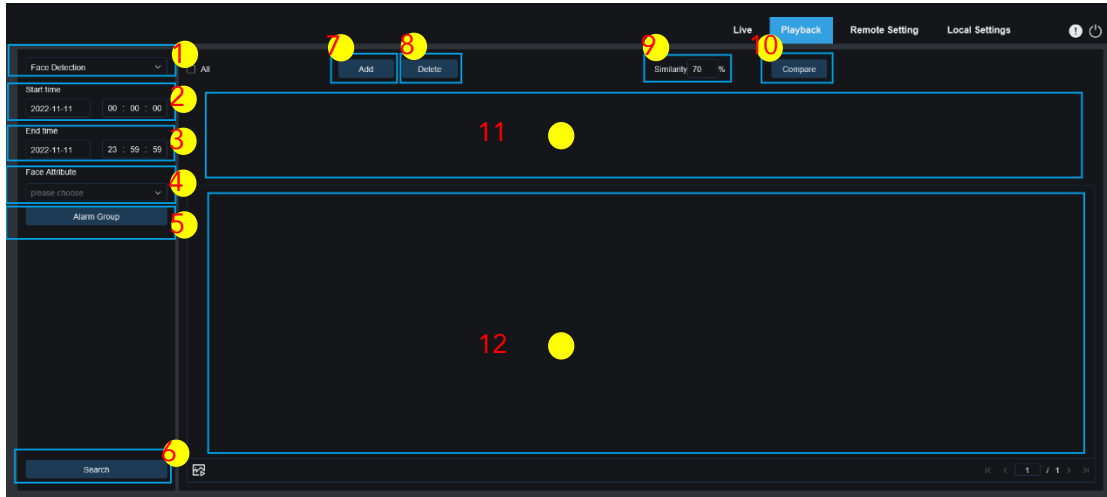 Live Playback Remote Setting Local Settings
1 7 8 9 10
Face Detection All Add Delete Similarity 70 % Compare
Start time
2
2022-11-11 00 : 00 : 00
End time
3
2022-11-11 23 : 59 : 59
11
Face Attribute
4
please choose
Alarm Group
5
12
6
Search
1 / 1